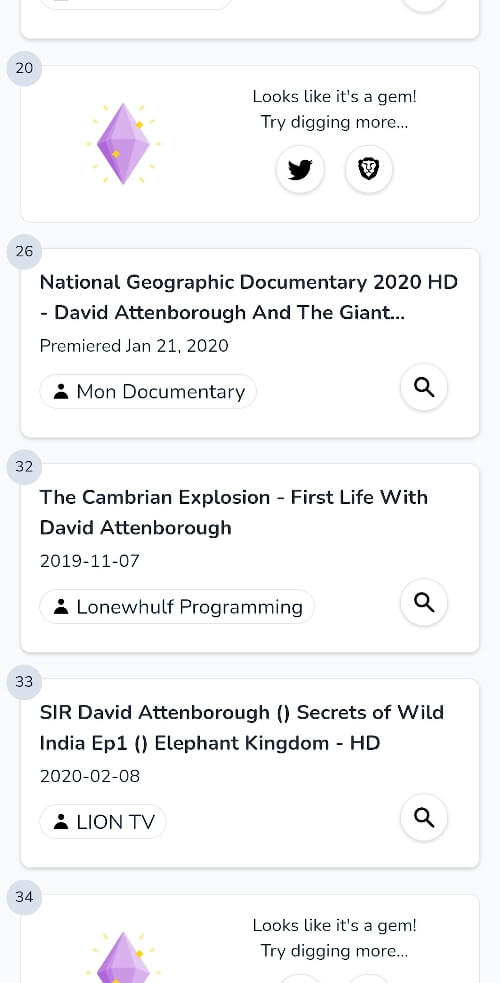 20
Looks like it's a gem!
Try digging more...
26
National Geographic Documentary 2020 HD
- David Attenborough And The Giant...
Premiered Jan 21, 2020
Mon Documentary
32
The Cambrian Explosion - First Life With
David Attenborough
2019-11-07
Lonewhulf Programming
33
SIR David Attenborough () Secrets of Wild
India Ep1 () Elephant Kingdom - HD
2020-02-08
LION TV
34
Looks like it's a gem!
Try digging more...